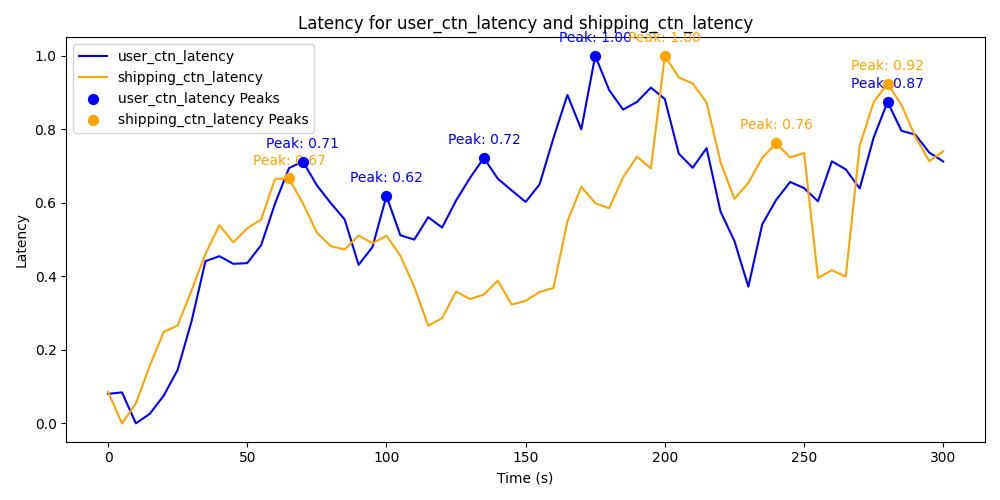 Latency for user_ctn_latency and shipping_ctn_latency
user_ctn_latency
shipping_ctn_latency
user_ctn_latency Peaks
shipping_ctn_latency Peaks
Peak: 1.00
Peak: 1.00
Peak: 0.92
Peak: 0.87
Peak: 0.76
Peak: 0.71
Peak: 0.67
Peak: 0.72
Peak: 0.62
Latency
1.0
0.8
0.6
0.4
0.2
0.0
0
50
100
150
200
250
300
Time (s)